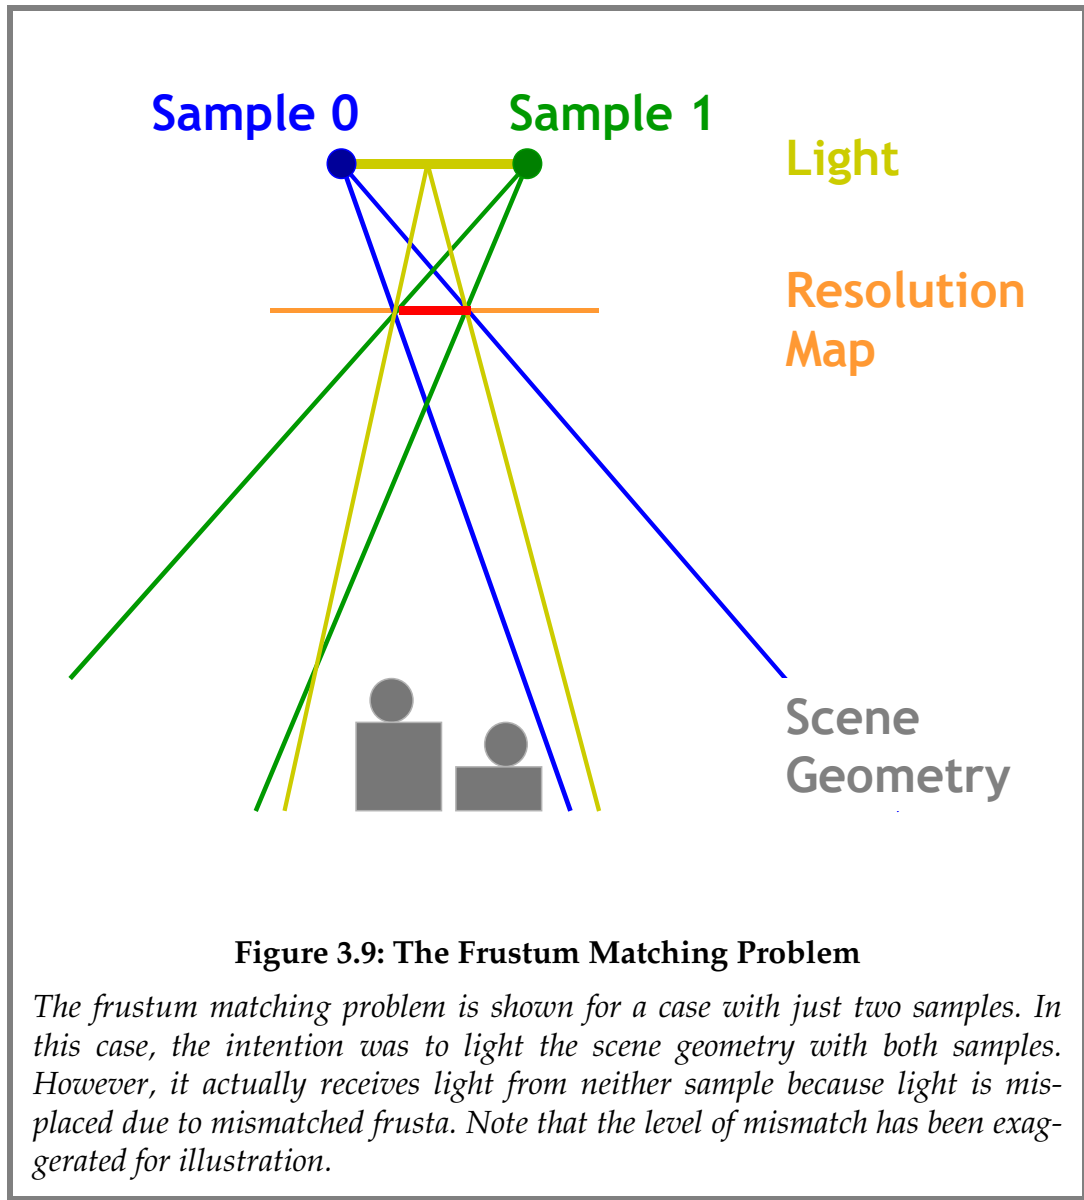 Sample 0
Sample 1
Light
Resolution
Map
Scene
Geometry
Figure 3.9: The Frustum Matching Problem
The frustum matching problem is shown for a case with just two samples. In
this case, the intention was to light the scene geometry with both samples.
However, it actually receives light from neither sample because light is mis-
placed due to mismatched frusta. Note that the level of mismatch has been exag-
gerated for illustration.